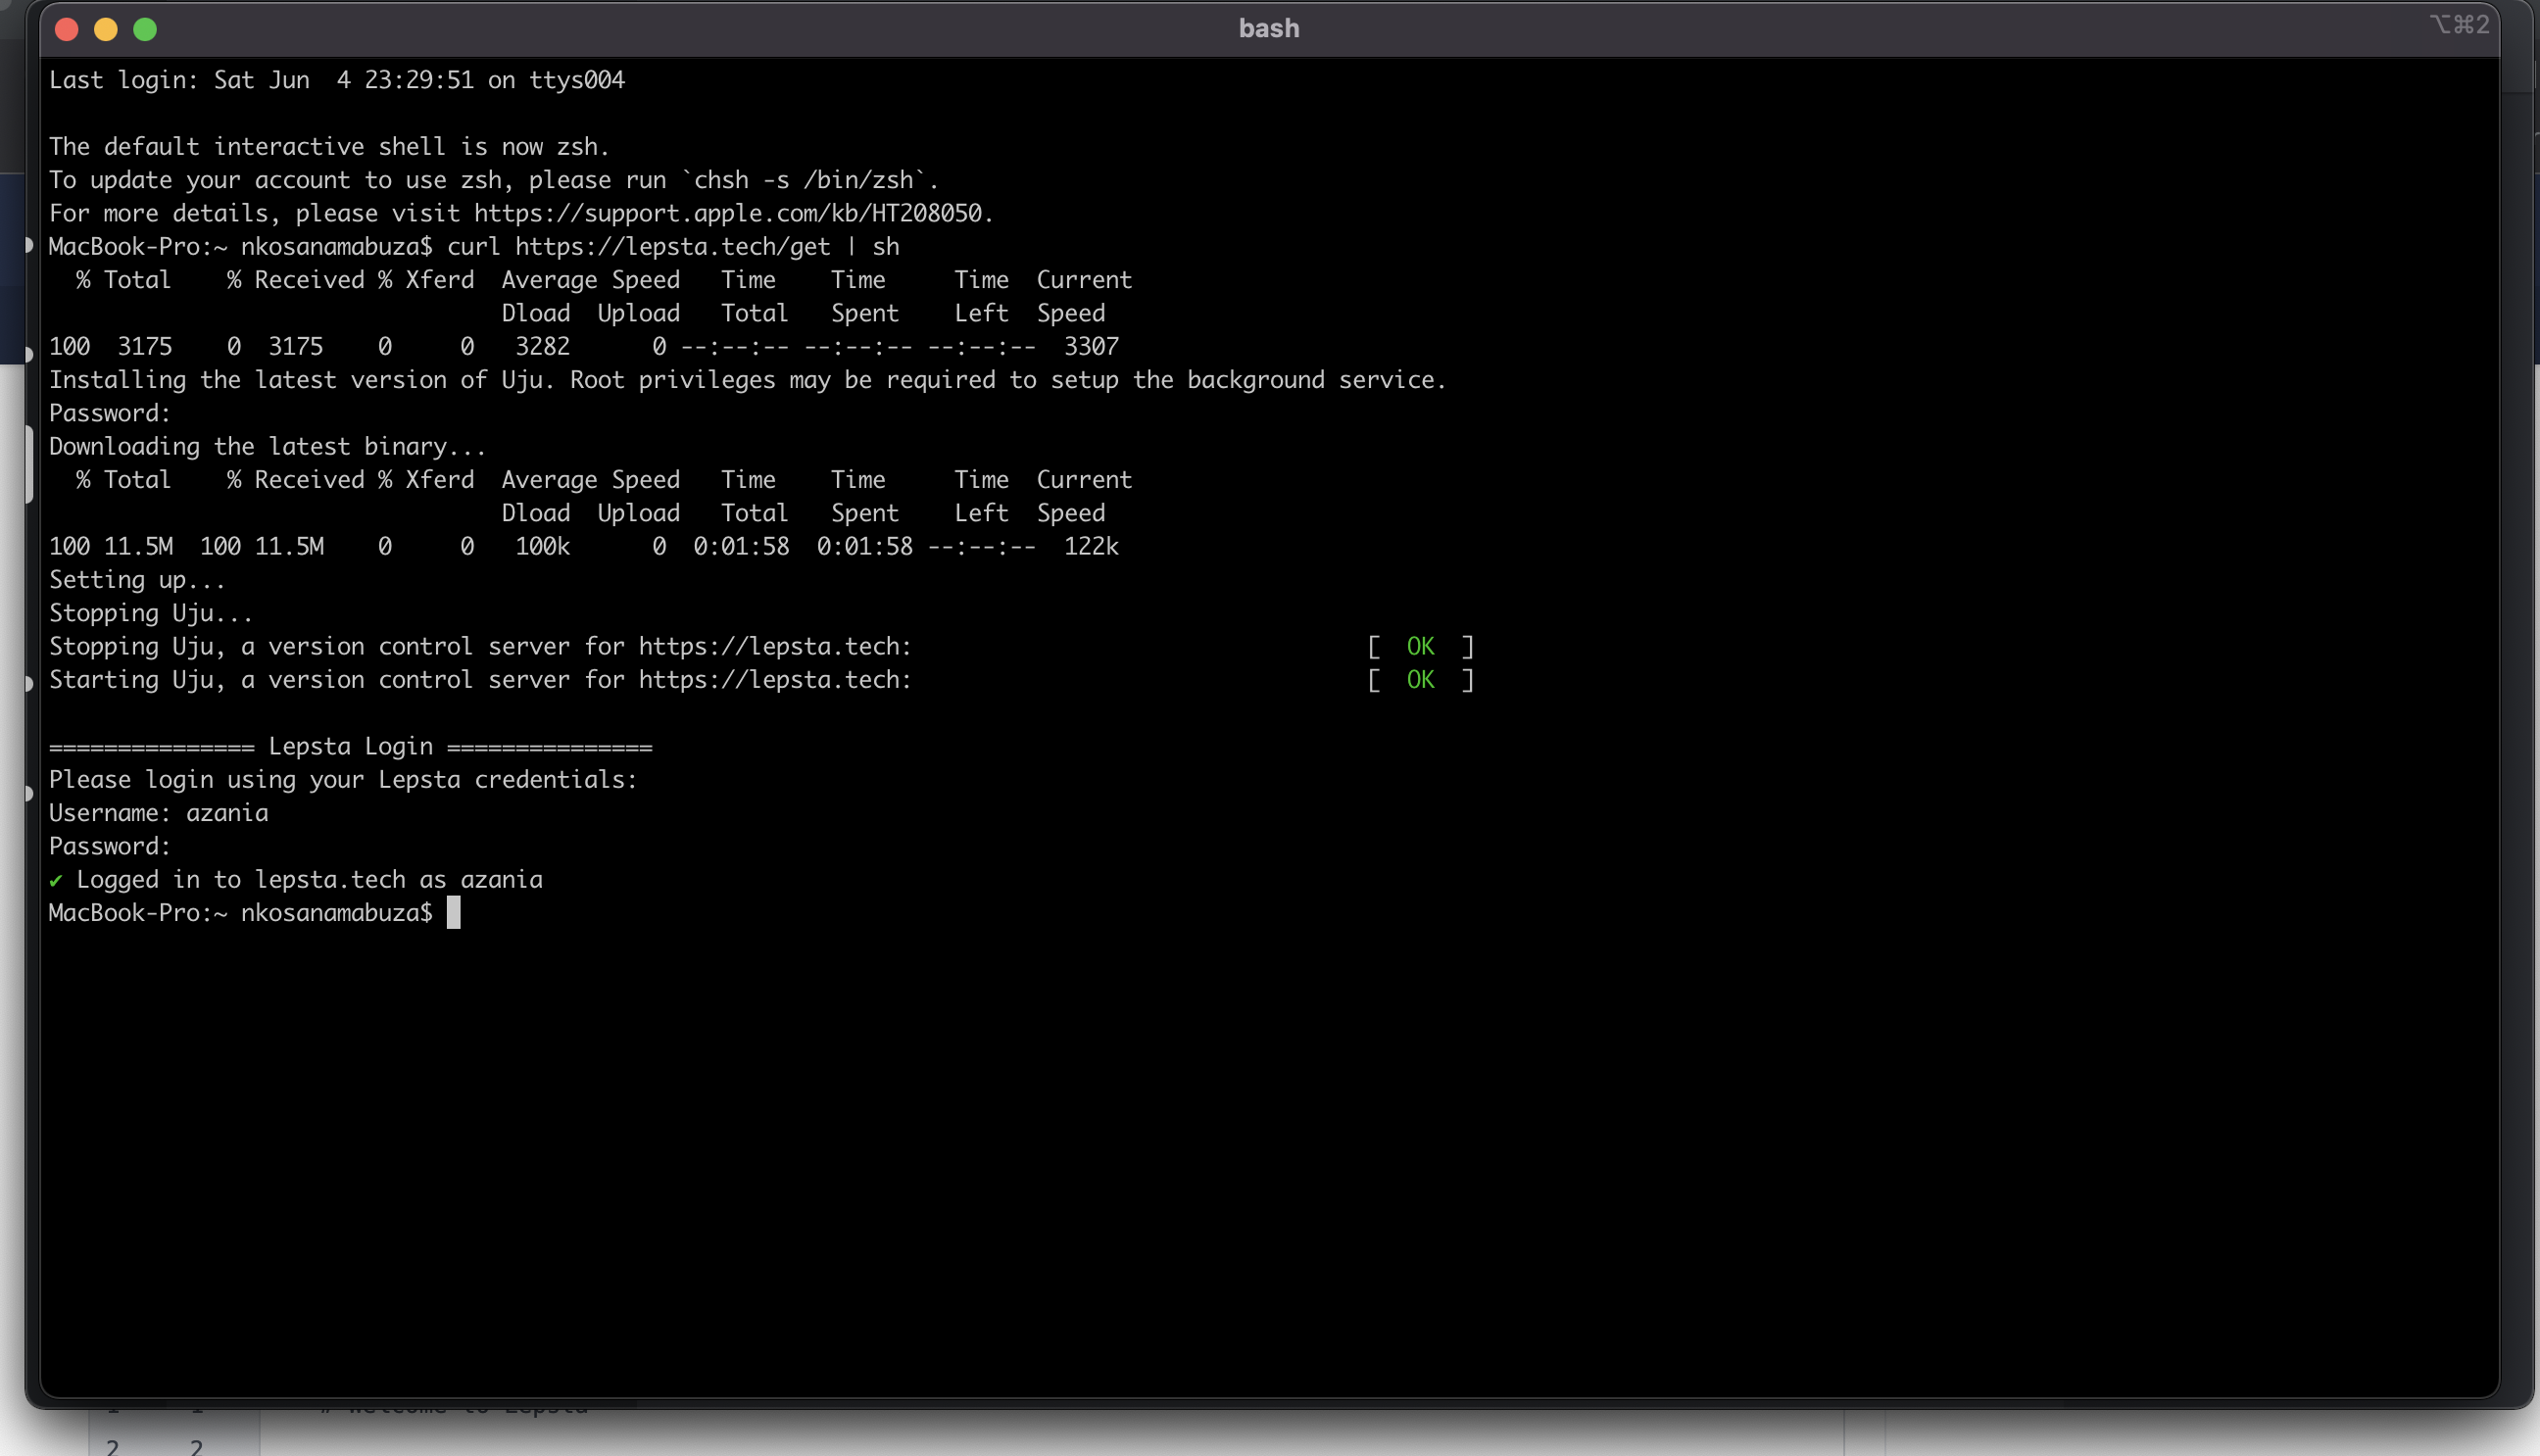 bash
⌥⌘2
Last login: Sat Jun  4 23:29:51 on ttys004
The default interactive shell is now zsh.
To update your account to use zsh, please run `chsh -s /bin/zsh`.
For more details, please visit https://support.apple.com/kb/HT208050.
MacBook-Pro:~ nkosanamabuza$ curl https://lepsta.tech/get | sh
  % Total    % Received % Xferd  Average Speed   Time    Time     Time  Current
                                 Dload  Upload   Total   Spent    Left  Speed
100  3175    0  3175    0     0   3282      0 --:--:-- --:--:-- --:--:--  3307
Installing the latest version of Uju. Root privileges may be required to setup the background service.
Password:
Downloading the latest binary...
  % Total    % Received % Xferd  Average Speed   Time    Time     Time  Current
                                 Dload  Upload   Total   Spent    Left  Speed
100 11.5M  100 11.5M    0     0   100k      0  0:01:58  0:01:58 --:--:--  122k
Setting up...
Stopping Uju...
Stopping Uju, a version control server for https://lepsta.tech:                                 [  OK  ]
Starting Uju, a version control server for https://lepsta.tech:                                 [  OK  ]
=============== Lepsta Login ===============
Please login using your Lepsta credentials:
Username: azania
Password:
✔ Logged in to lepsta.tech as azania
MacBook-Pro:~ nkosanamabuza$
1 1 # Welcome to Lepsta
2 2